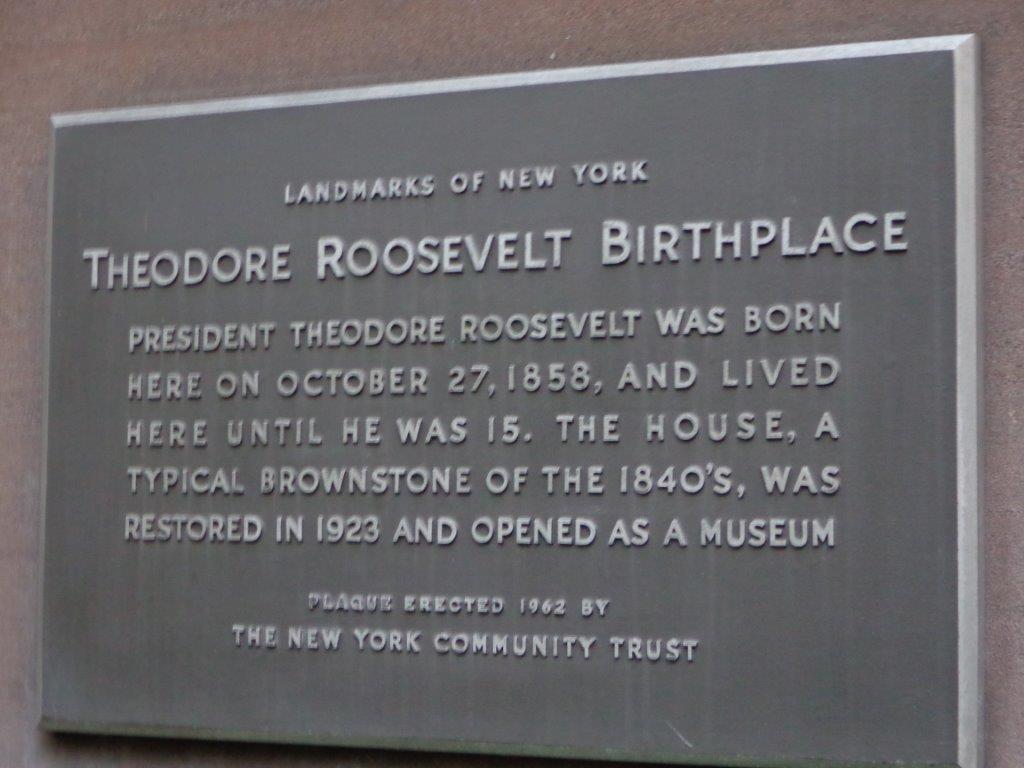 LANDMARKS OF NEW YORK
THEODORE ROOSEVELT BIRTHPLACE
PRESIDENT THEODORE ROOSEVELT WAS BORN
HERE ON OCTOBER 27, 1858, AND LIVED
HERE UNTIL HE WAS 15. THE HOUSE, A
TYPICAL BROWNSTONE OF THE 1840'S, WAS
RESTORED IN 1923 AND OPENED AS A MUSEUM
PLAQUE ERECTED 1962 BY
THE NEW YORK COMMUNITY TRUST